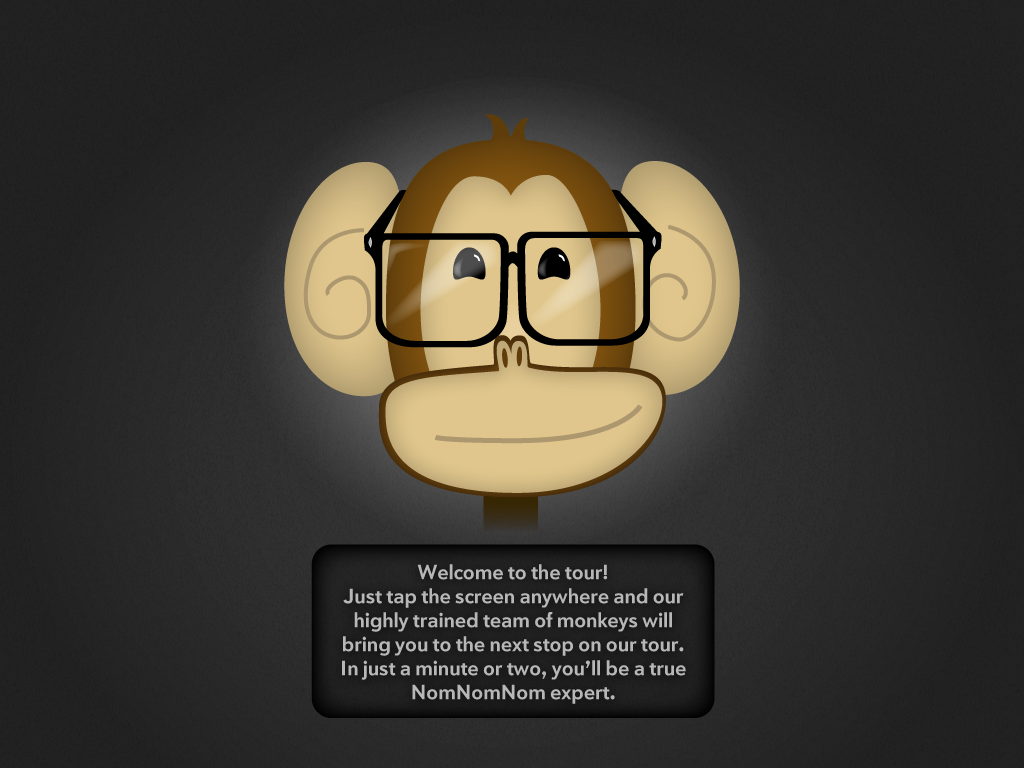 Welcome to the tour!
Just tap the screen anywhere and our
highly trained team of monkeys will
bring you to the next stop on our tour.
In just a minute or two, you’ll be a true
NomNomNom expert.